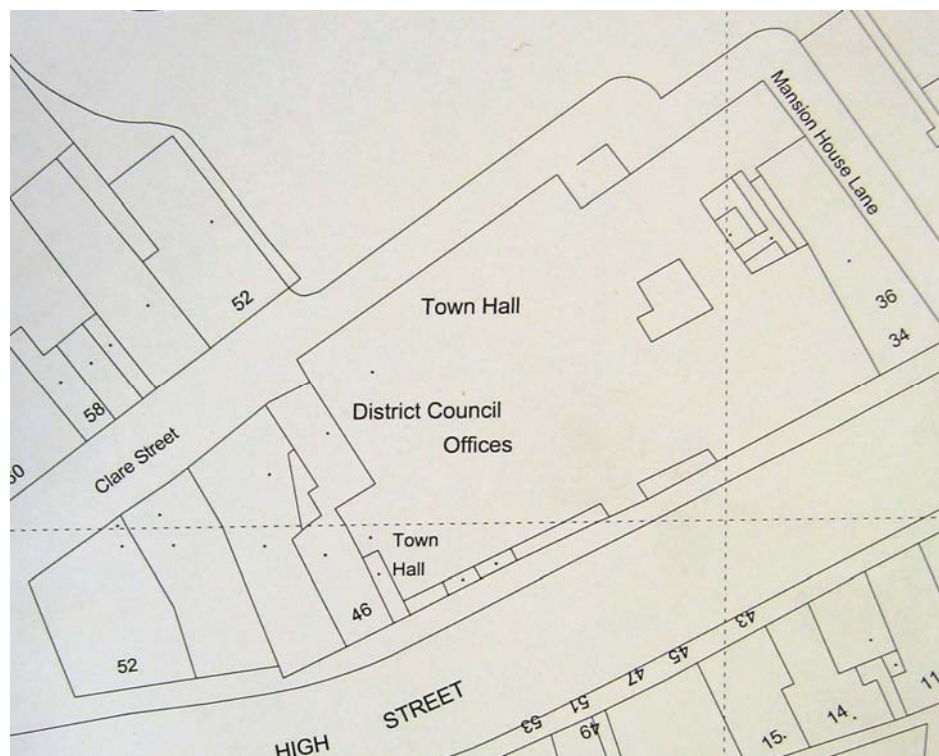 Mansion House Lane
52
Town Hall
36
34
58
District Council
Offices
Clare Street
Town
Hall
46
52
43
45
47
51
53
49
HIGH STREET
15.
14.
11